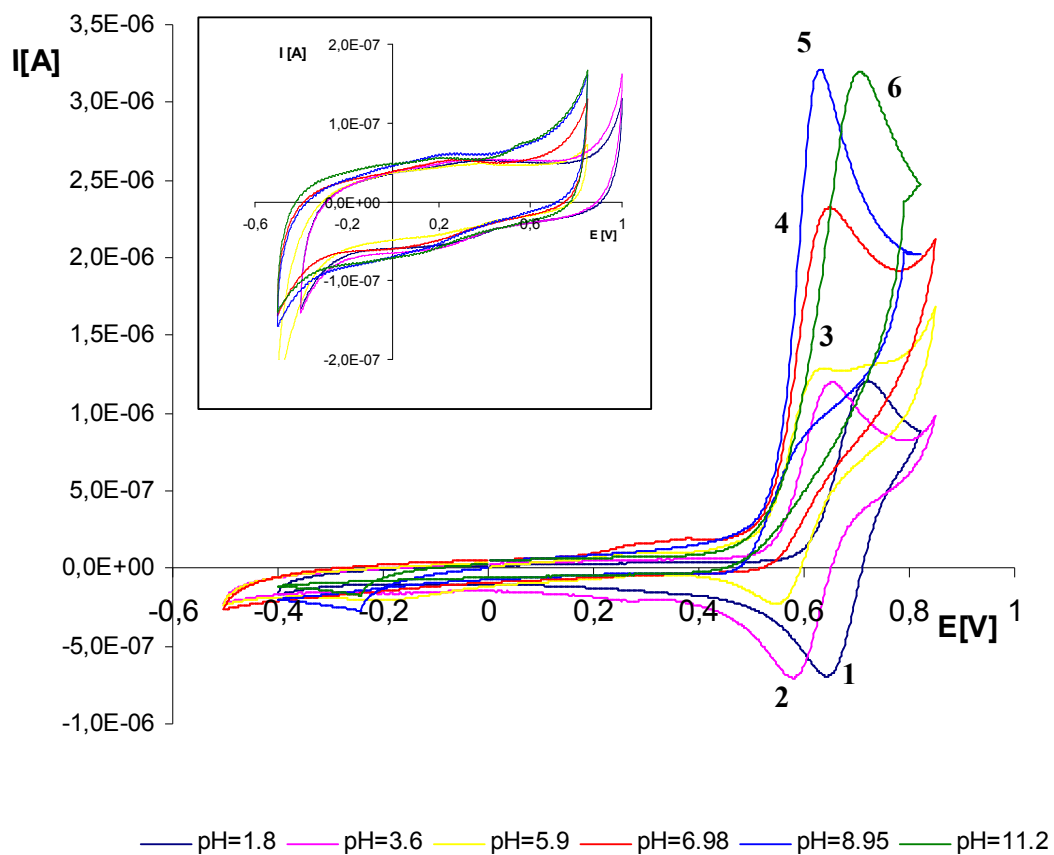 3,5E-06
I[A]
3,0E-06
2,5E-06
2,0E-06
1,5E-06
1,0E-06
5,0E-07
0,0E+00
-5,0E-07
-1,0E-06
-0,6
-0,4
-0,2
0
0,2
0,4
0,6
0,8
1
E[V]
I [A]
2,0E-07
1,0E-07
0,0E+00
-1,0E-07
-2,0E-07
-0,6
-0,2
0,2
0,6
1
E [V]
5
6
4
3
1
2
pH=1.8 pH=3.6 pH=5.9 pH=6.98 pH=8.95 pH=11.2